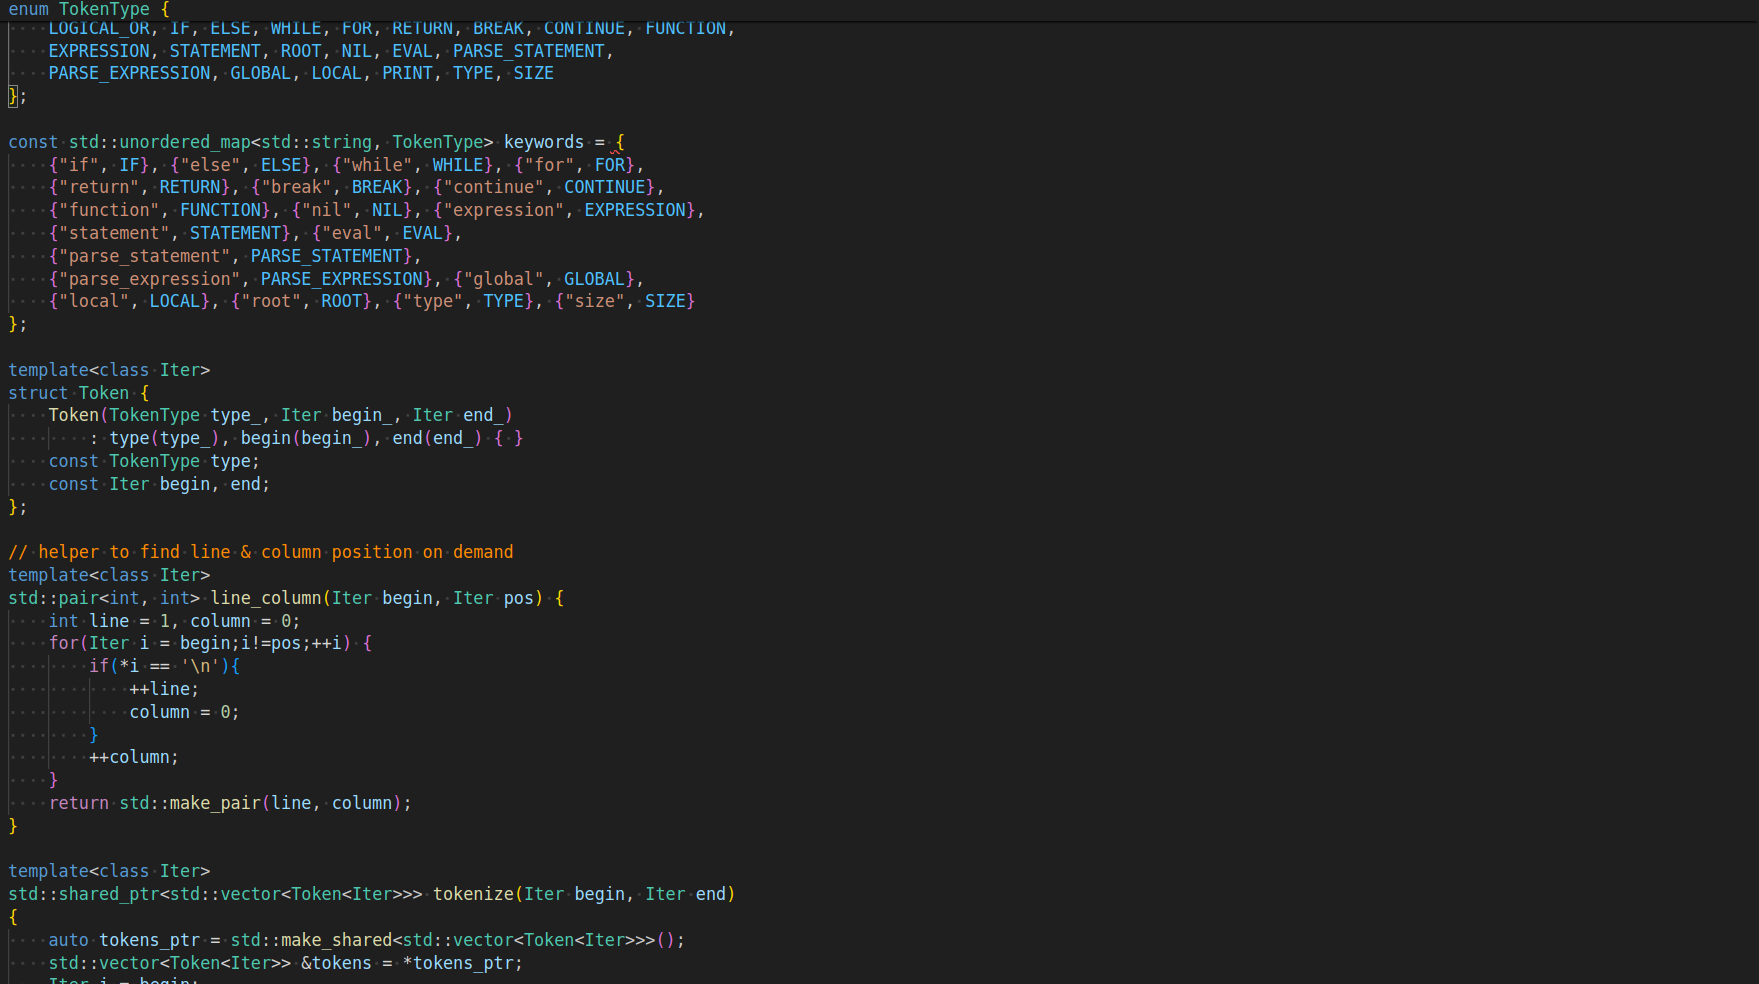 enum TokenType {
    LOGICAL_OR, IF, ELSE, WHILE, FOR, RETURN, BREAK, CONTINUE, FUNCTION,
    EXPRESSION, STATEMENT, ROOT, NIL, EVAL, PARSE_STATEMENT,
    PARSE_EXPRESSION, GLOBAL, LOCAL, PRINT, TYPE, SIZE
};
const std::unordered_map<std::string, TokenType> keywords = {
    {"if", IF}, {"else", ELSE}, {"while", WHILE}, {"for", FOR},
    {"return", RETURN}, {"break", BREAK}, {"continue", CONTINUE},
    {"function", FUNCTION}, {"nil", NIL}, {"expression", EXPRESSION},
    {"statement", STATEMENT}, {"eval", EVAL},
    {"parse_statement", PARSE_STATEMENT},
    {"parse_expression", PARSE_EXPRESSION}, {"global", GLOBAL},
    {"local", LOCAL}, {"root", ROOT}, {"type", TYPE}, {"size", SIZE}
};
template<class Iter>
struct Token {
    Token(TokenType type_, Iter begin_, Iter end_)
        : type(type_), begin(begin_), end(end_) { }
    const TokenType type;
    const Iter begin, end;
};
// helper to find line & column position on demand
template<class Iter>
std::pair<int, int> line_column(Iter begin, Iter pos) {
    int line = 1, column = 0;
    for(Iter i = begin;i!=pos;++i) {
        if(*i == '\n'){
            ++line;
            column = 0;
        }
        ++column;
    }
    return std::make_pair(line, column);
}
template<class Iter>
std::shared_ptr<std::vector<Token<Iter>>> tokenize(Iter begin, Iter end)
{
    auto tokens_ptr = std::make_shared<std::vector<Token<Iter>>>();
    std::vector<Token<Iter>> &tokens = *tokens_ptr;
    Iter i = begin;